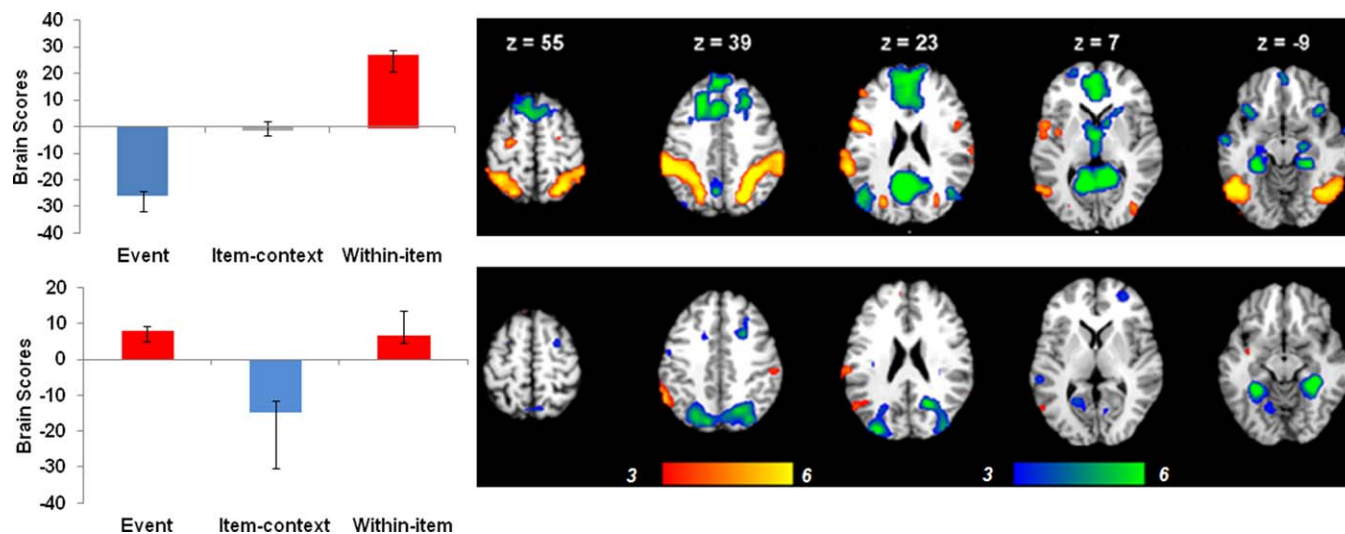 40
30
20
10
0
-10
-20
-30
-40
Brain Scores
Event Item-context Within-item
z = 55 z = 39 z = 23 z = 7 z = -9
20
10
0
-10
-20
-30
-40
Brain Scores
Event Item-context Within-item
3 6 3 6